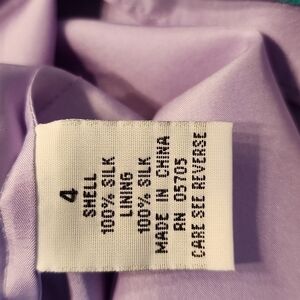 4
SHELL
100% SILK
LINING
100% SILK
MADE IN CHINA
RN 05705
CARE SEE REVERSE